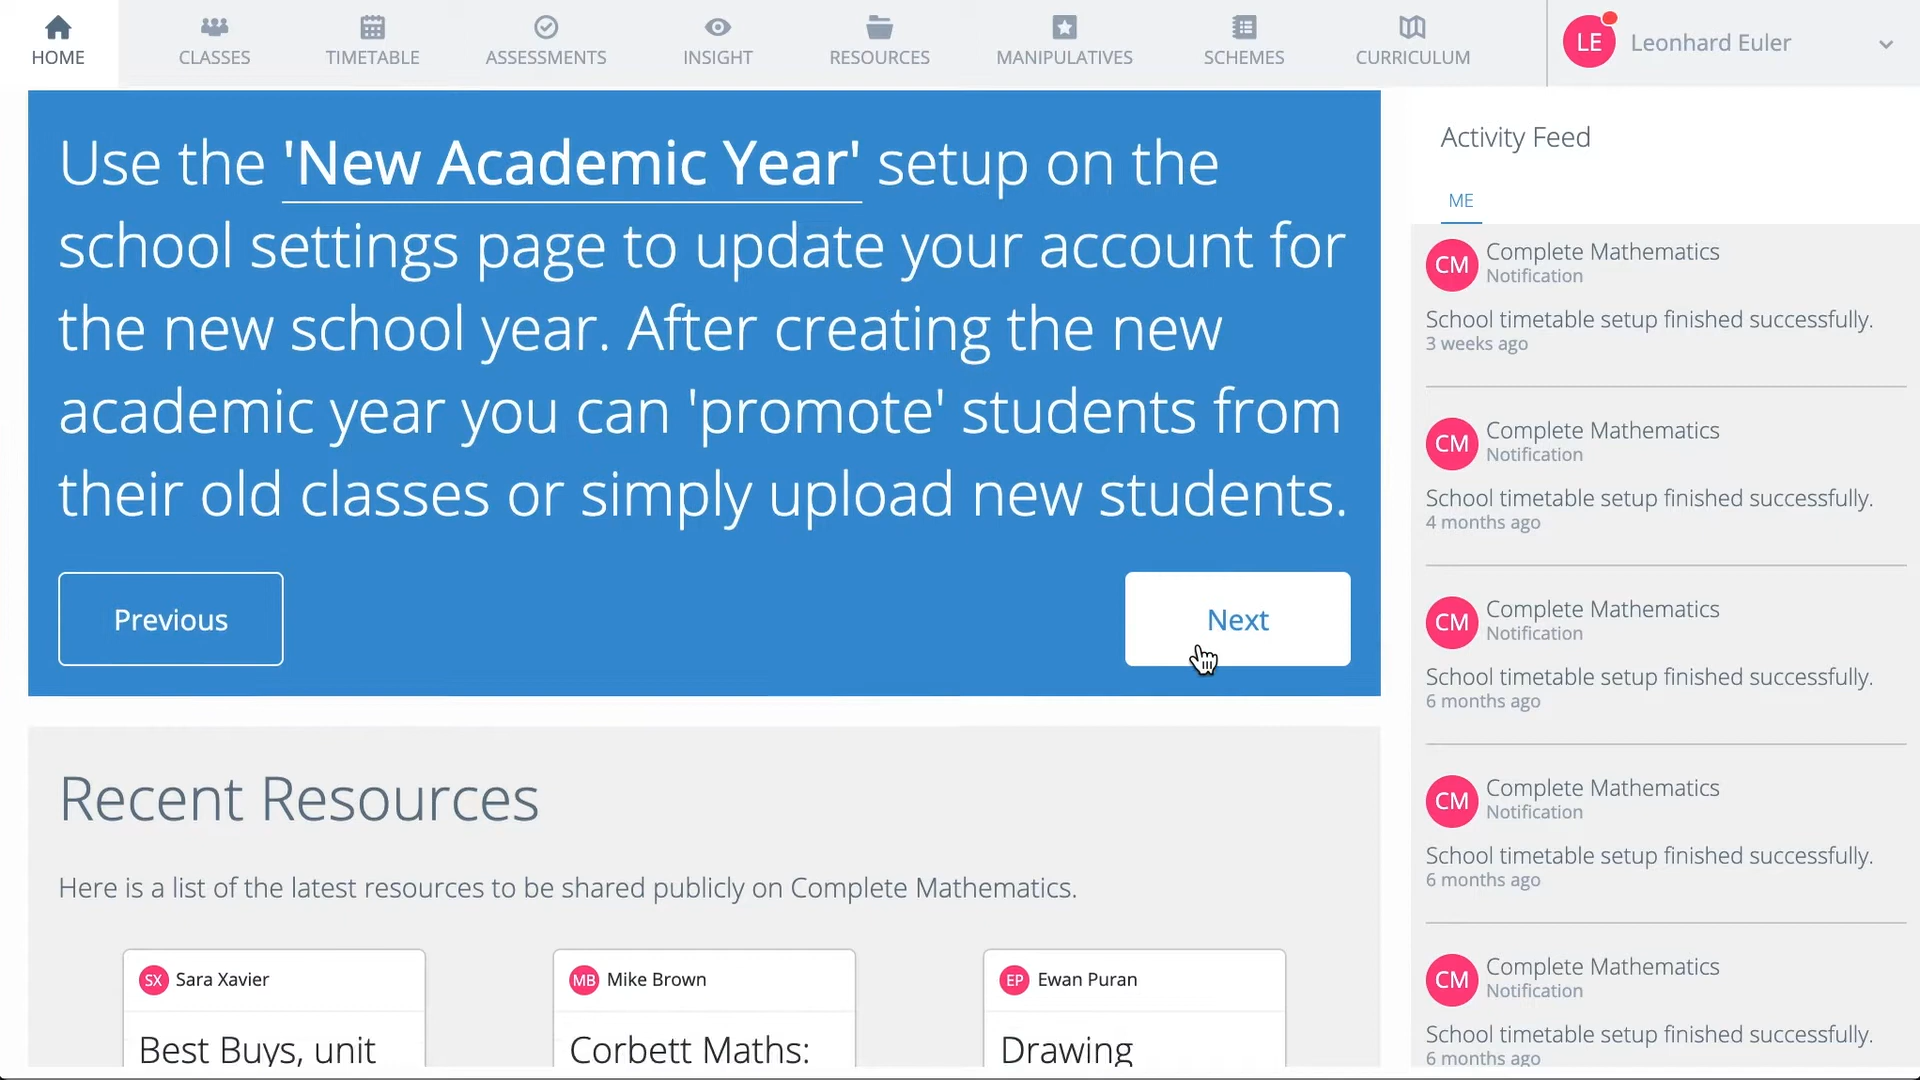 HOME
CLASSES
TIMETABLE
ASSESSMENTS
INSIGHT
RESOURCES
MANIPULATIVES
SCHEMES
CURRICULUM
LE
Leonhard Euler
Use the 'New Academic Year' setup on the
school settings page to update your account for
the new school year. After creating the new
academic year you can 'promote' students from
their old classes or simply upload new students.
Previous
Next
Recent Resources
Here is a list of the latest resources to be shared publicly on Complete Mathematics.
SX Sara Xavier
Best Buys, unit
MB Mike Brown
Corbett Maths:
EP Ewan Puran
Drawing
Activity Feed
ME
CM
Complete Mathematics
Notification
School timetable setup finished successfully.
3 weeks ago
CM
Complete Mathematics
Notification
School timetable setup finished successfully.
4 months ago
CM
Complete Mathematics
Notification
School timetable setup finished successfully.
6 months ago
CM
Complete Mathematics
Notification
School timetable setup finished successfully.
6 months ago
CM
Complete Mathematics
Notification
School timetable setup finished successfully.
6 months ago